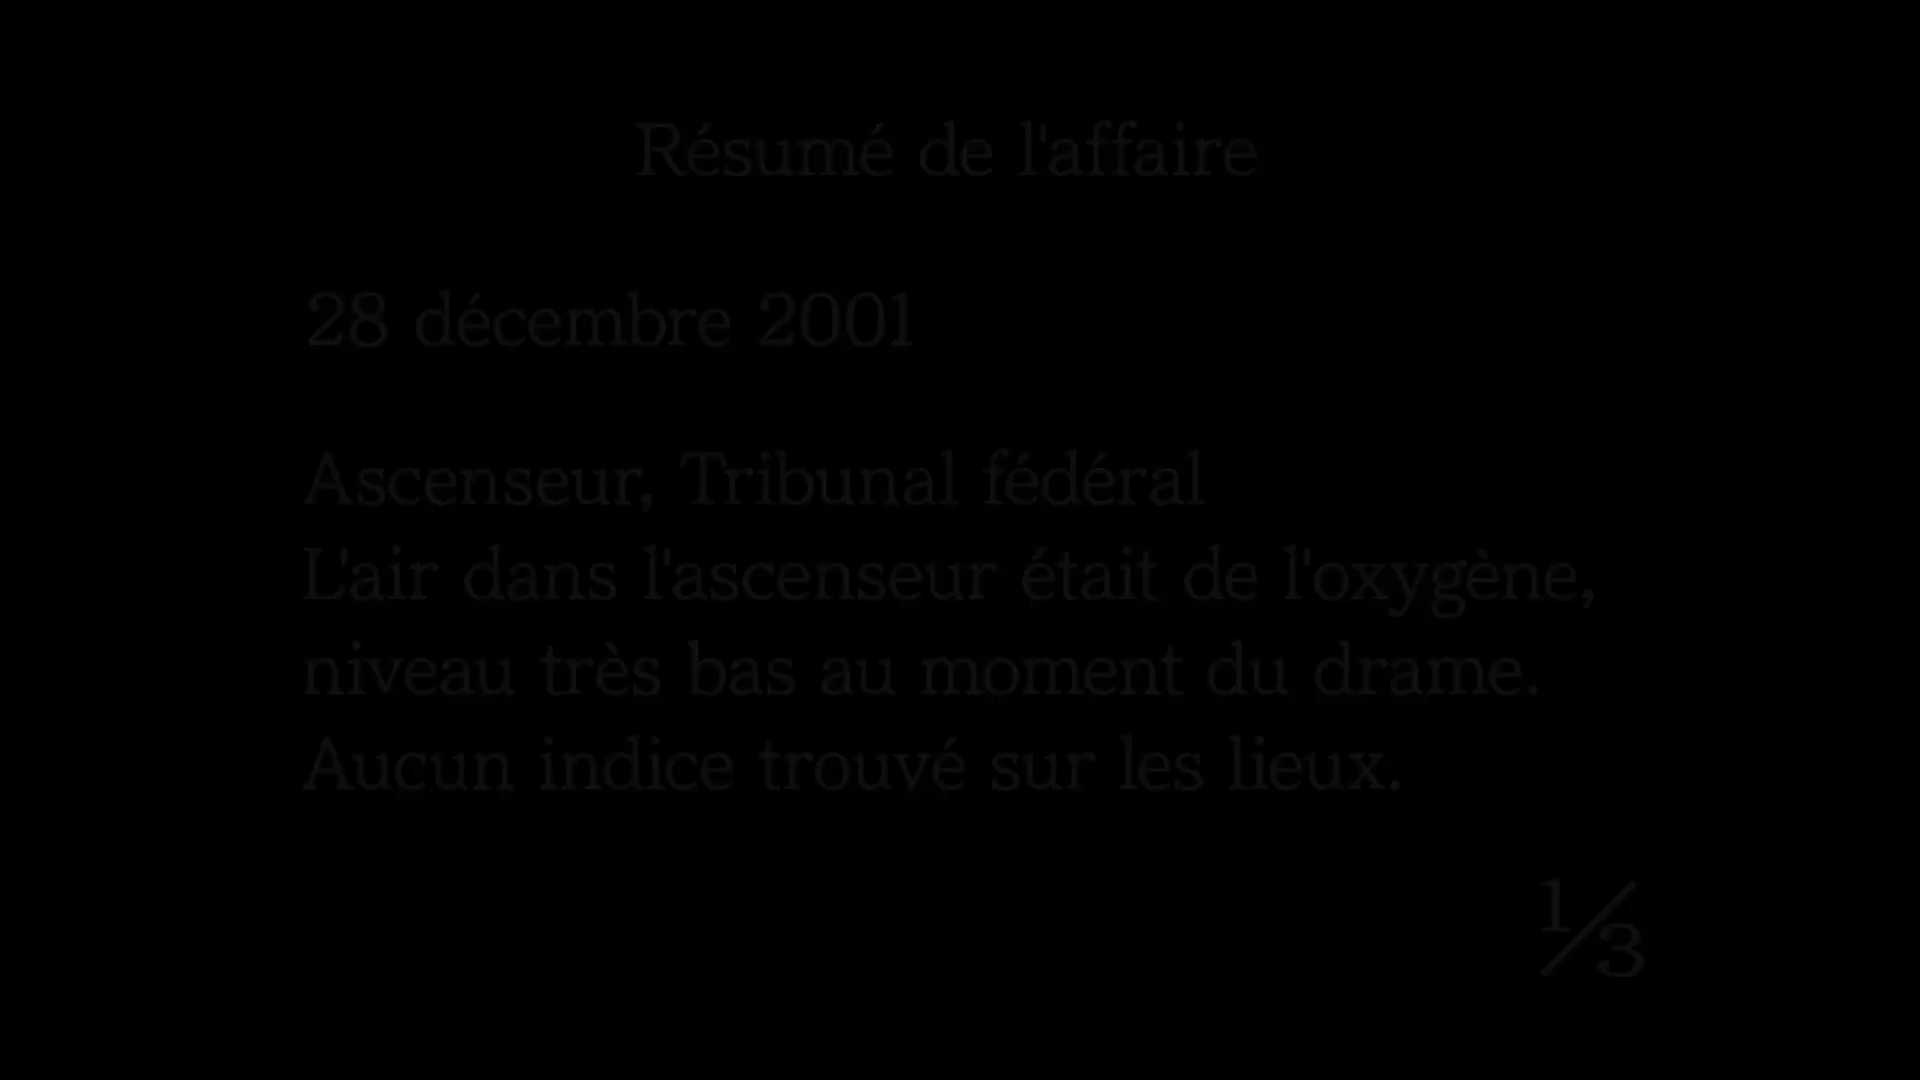 Résumé de l'affaire
28 décembre 2001
Ascenseur, Tribunal fédéral
L'air dans l'ascenseur était de l'oxygène,
niveau très bas au moment du drame.
Aucun indice trouvé sur les lieux.
⅓